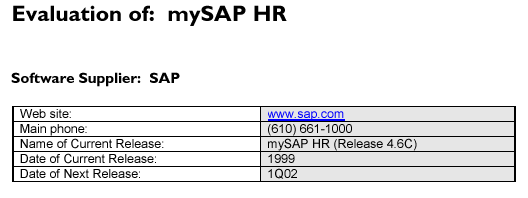 Evaluation of: mySAP HR
Software Supplier: SAP
Web site: www.sap.com
Main phone: (610) 661-1000
Name of Current Release: mySAP HR (Release 4.6C)
Date of Current Release: 1999
Date of Next Release: 1Q02